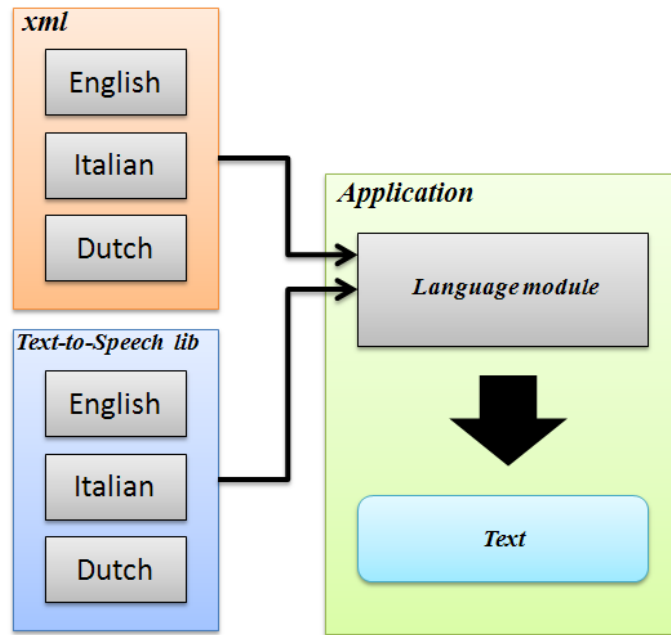 xml
English
Italian
Dutch
Text-to-Speech lib
English
Italian
Dutch
Application
Language module
Text